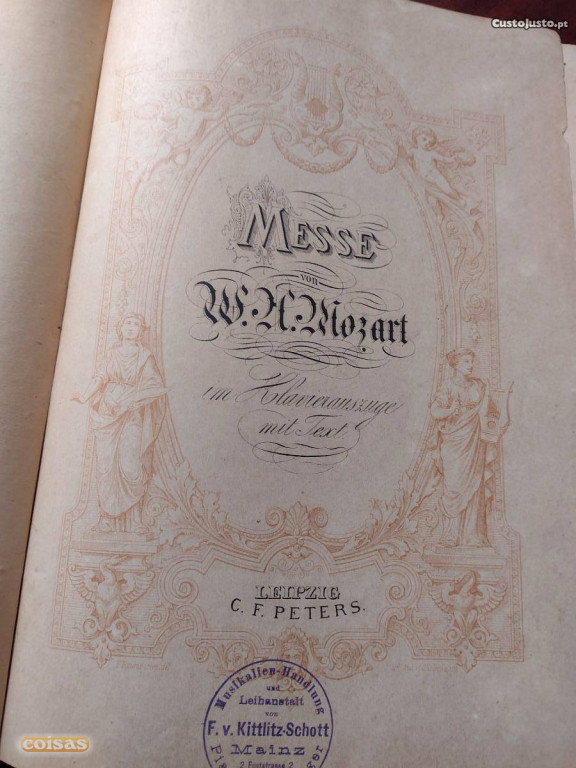 CustoJusto.pt
MESSE
von
W. A. Mozart
im Klavierauszuge
mit Text
LEIPZIG
C. F. PETERS.
Musikalien-Handlung
und
Leihanstalt
von
F. v. Kittlitz-Schott
Mainz
coisas